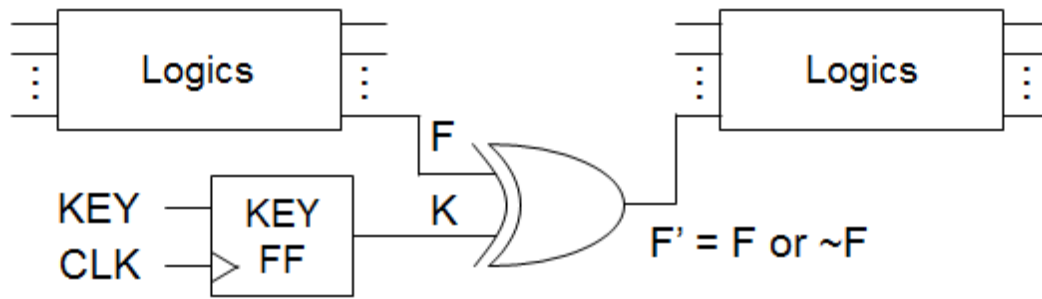 Logics
Logics
F
K
KEY
CLK
KEY
FF
F' = F or ~F